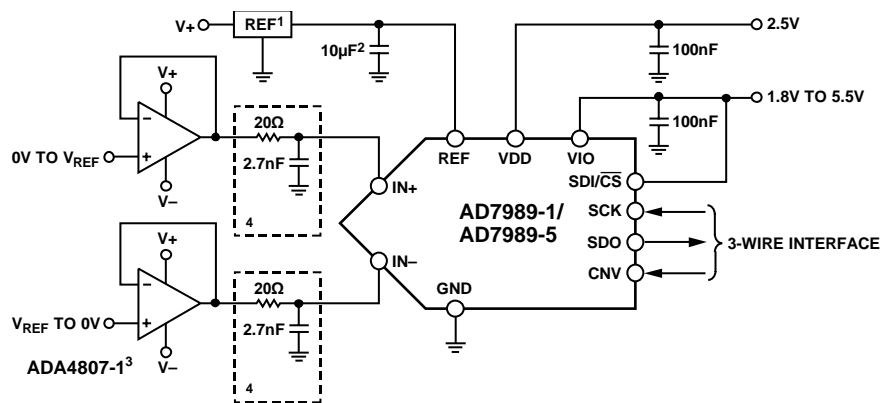 V+ REF¹ 2.5V
10µF² 100nF
V+ 1.8V TO 5.5V
20Ω 100nF
− REF VDD VIO
0V TO VREF + 2.7nF SDI/CS
V− IN+ SCK
4 AD7989-1/
AD7989-5 SDO 3-WIRE INTERFACE
V+ IN− CNV
20Ω GND
−
VREF TO 0V + 2.7nF
V−
ADA4807-1³
4